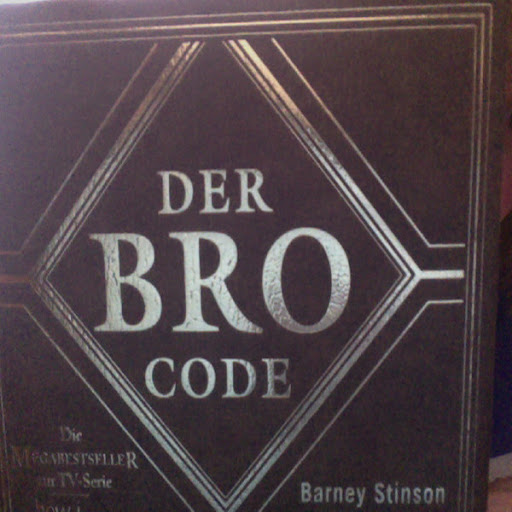 DER
BRO
CODE
Die
MEGABESTSELLER
zur TV-Serie
Barney Stinson